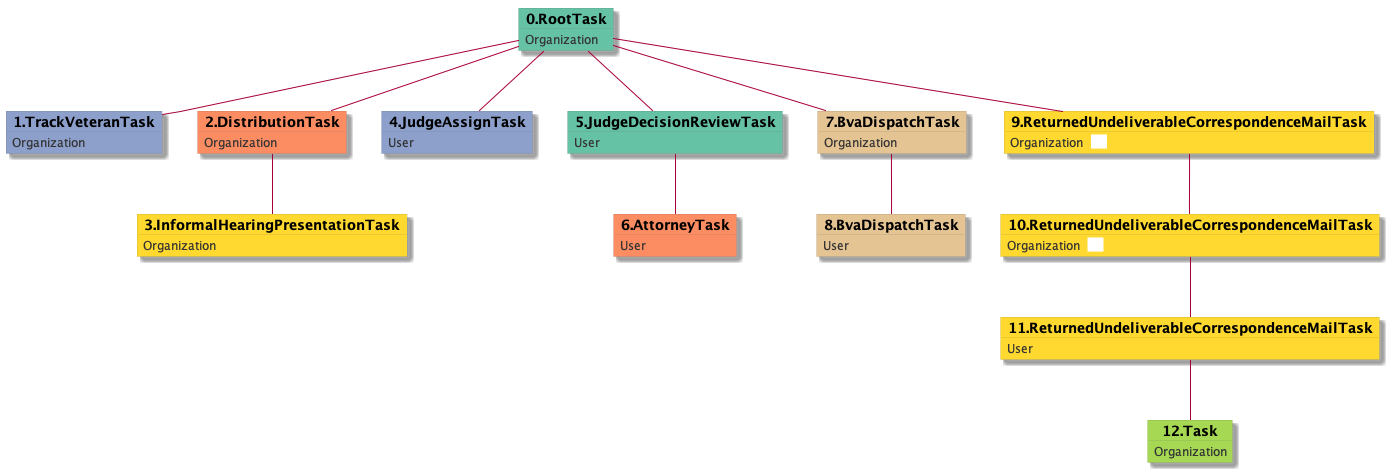 0.RootTask
Organization
1.TrackVeteranTask
Organization
2.DistributionTask
Organization
4.JudgeAssignTask
User
5.JudgeDecisionReviewTask
User
7.BvaDispatchTask
Organization
9.ReturnedUndeliverableCorrespondenceMailTask
Organization
3.InformalHearingPresentationTask
Organization
6.AttorneyTask
User
8.BvaDispatchTask
User
10.ReturnedUndeliverableCorrespondenceMailTask
Organization
11.ReturnedUndeliverableCorrespondenceMailTask
User
12.Task
Organization